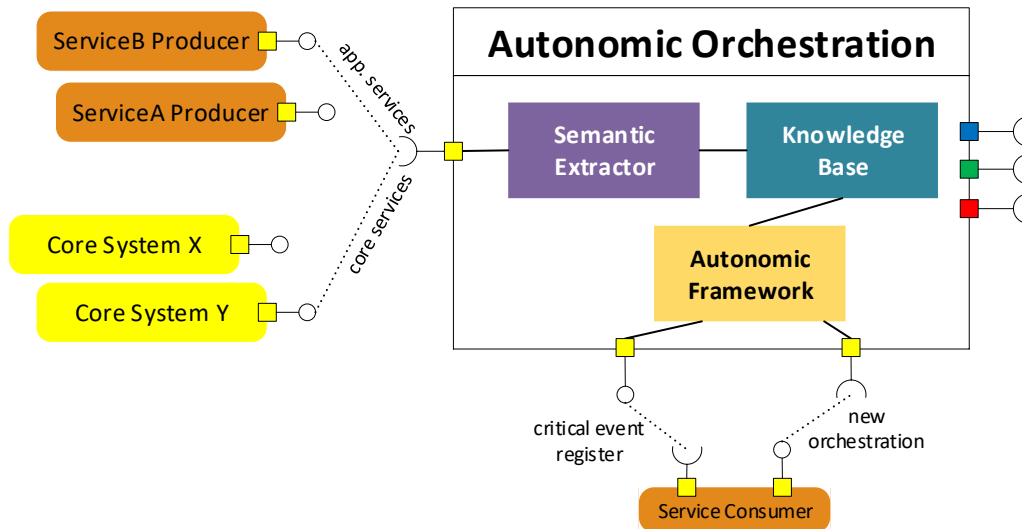 ServiceB Producer
ServiceA Producer
app. services
core services
Core System X
Core System Y
Autonomic Orchestration
Semantic
Extractor
Knowledge
Base
Autonomic
Framework
critical event
register
new
orchestration
Service Consumer